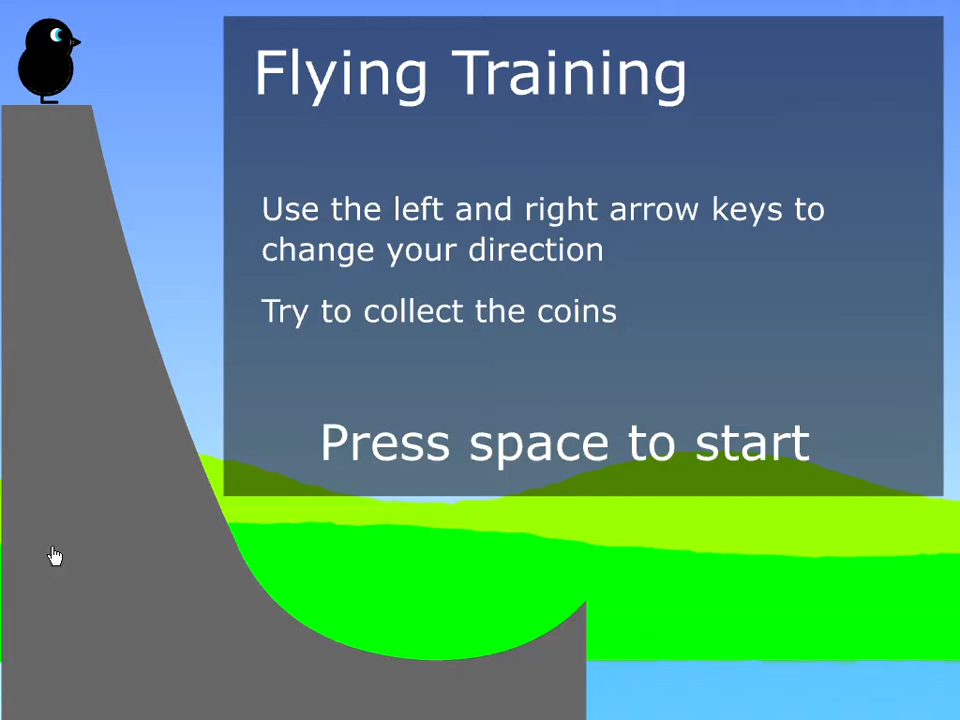 Flying Training
Use the left and right arrow keys to
change your direction
Try to collect the coins
Press space to start